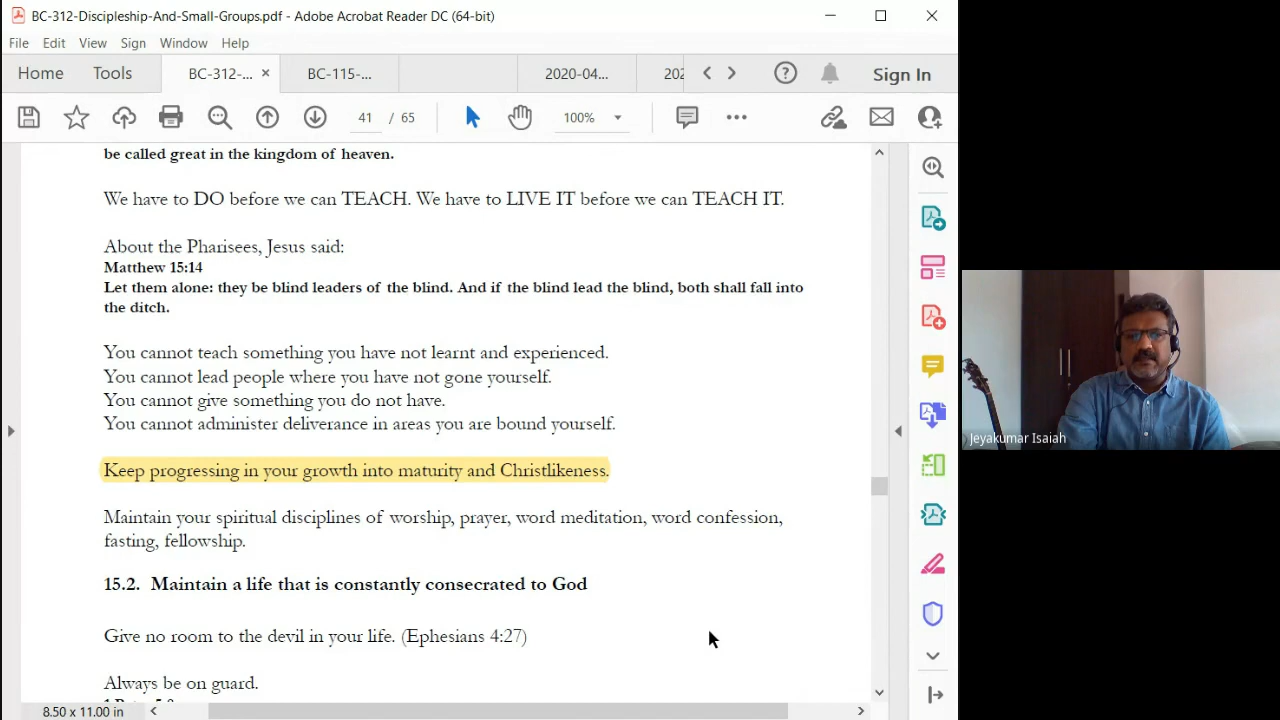 BC-312-Discipleship-And-Small-Groups.pdf - Adobe Acrobat Reader DC (64-bit)
File Edit View Sign Window Help
Home Tools BC-312-... BC-115-... 2020-04... Sign In
41 / 65 100%
be called great in the kingdom of heaven.
We have to DO before we can TEACH. We have to LIVE IT before we can TEACH IT.
About the Pharisees, Jesus said:
Matthew 15:14
Let them alone: they be blind leaders of the blind. And if the blind lead the blind, both shall fall into
the ditch.
You cannot teach something you have not learnt and experienced.
You cannot lead people where you have not gone yourself.
You cannot give something you do not have.
You cannot administer deliverance in areas you are bound yourself.
Keep progressing in your growth into maturity and Christlikeness.
Maintain your spiritual disciplines of worship, prayer, word meditation, word confession,
fasting, fellowship.
15.2. Maintain a life that is constantly consecrated to God
Give no room to the devil in your life. (Ephesians 4:27)
Always be on guard.
8.50 x 11.00 in
Jeyakumar Isaiah